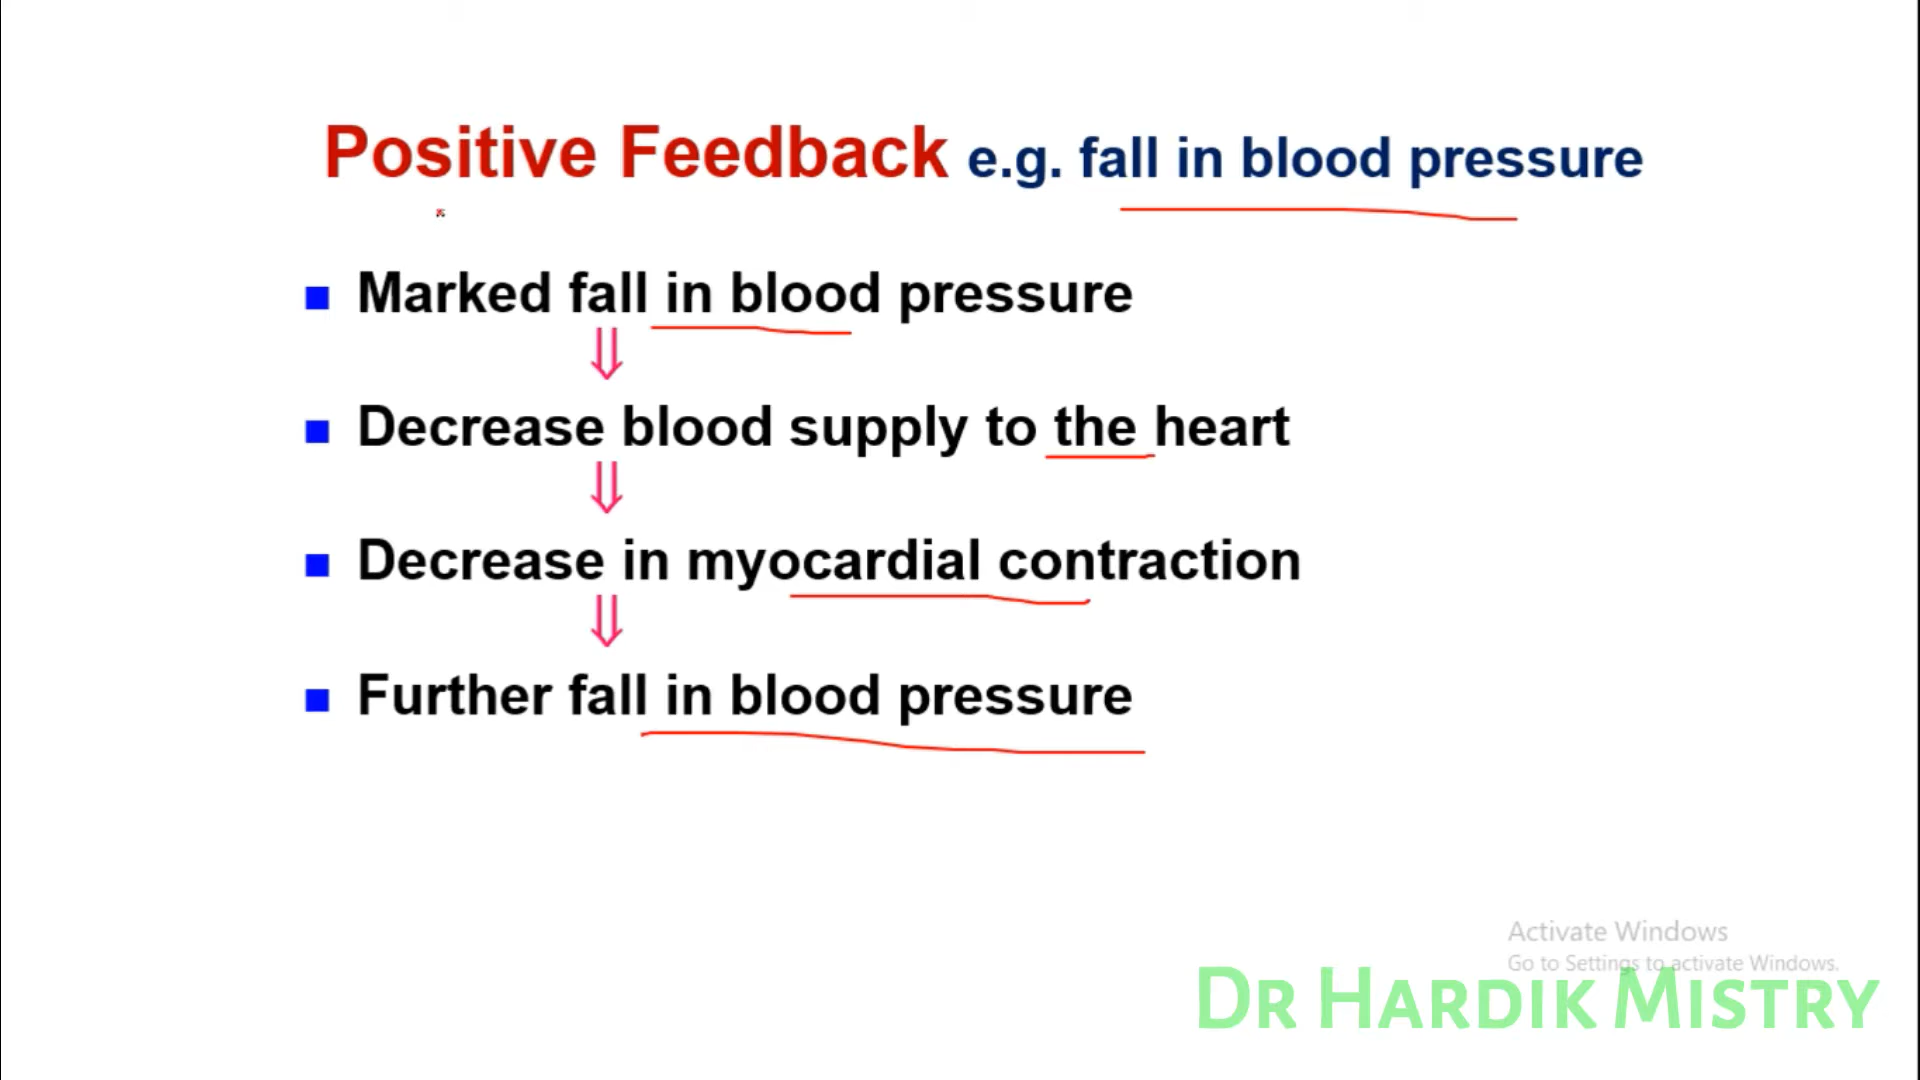 Positive Feedback e.g. fall in blood pressure
Marked fall in blood pressure
Decrease blood supply to the heart
Decrease in myocardial contraction
Further fall in blood pressure
Activate Windows
Go to Settings to activate Windows.
DR HARDIK MISTRY